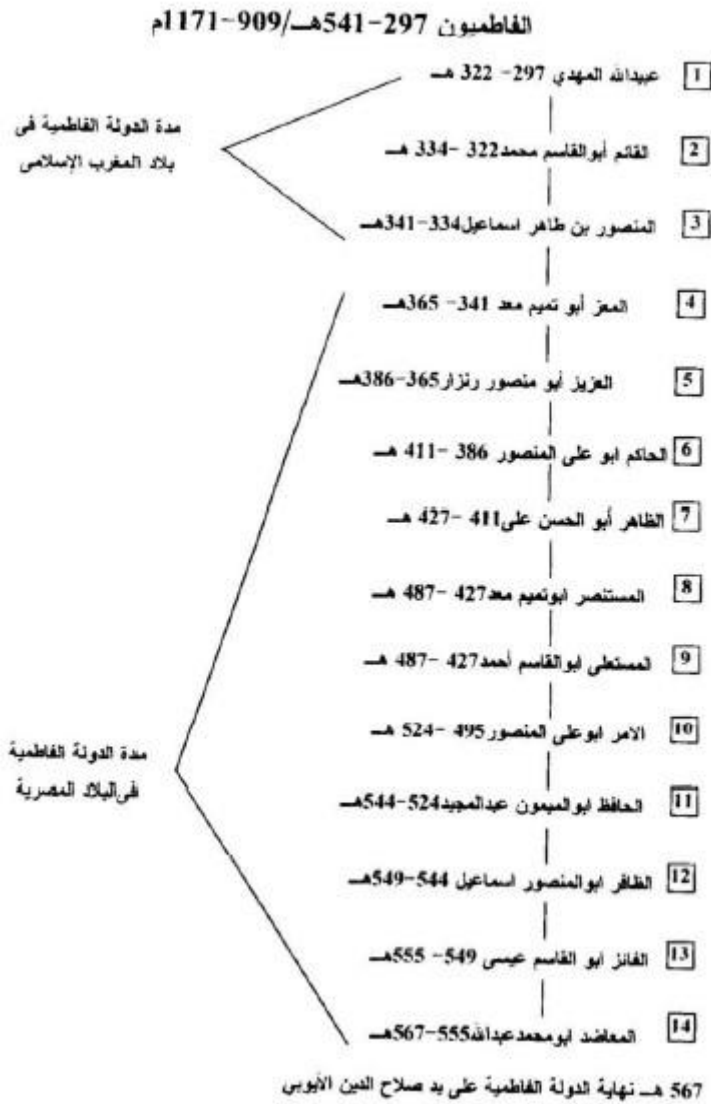 الفاطميون 297-541هـ/909-1171م
1 عبيدالله المهدي 297- 322 هـ
2 القائم أبوالقاسم محمد322 -334 هـ
3 المنصور بن طاهر اسماعيل334-341هـ
مدة الدولة الفاطمية فى
بلاد المغرب الإسلامى
4 المعز أبو تميم معد 341- 365هـ
5 العزيز أبو منصور رنزار365-386هـ
6 الحاكم ابو على المنصور 386 -411 هـ
7 الظاهر أبو الحسن على411 -427 هـ
8 المستنصر ابوتميم معد427 -487 هـ
9 المستعلى ابوالقاسم أحمد427 -487 هـ
10 الامر ابوعلى المنصور495 -524 هـ
11 الحافظ ابوالميمون عبدالمجيد524-544هـ
12 الظافر ابوالمنصور اسماعيل 544-549هـ
13 الفائز ابو القاسم عيسى 549- 555هـ
14 المعاضد ابومحمدعبدالله555-567هـ
مدة الدولة الفاطمية
فى البلاد المصرية
567 هـ نهاية الدولة الفاطمية على يد صلاح الدين الأيوبي